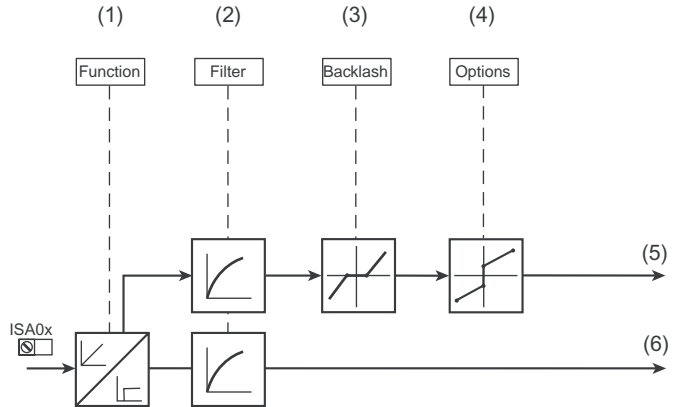 (1) (2) (3) (4)
Function Filter Backlash Options
(5)
ISA0x
(6)